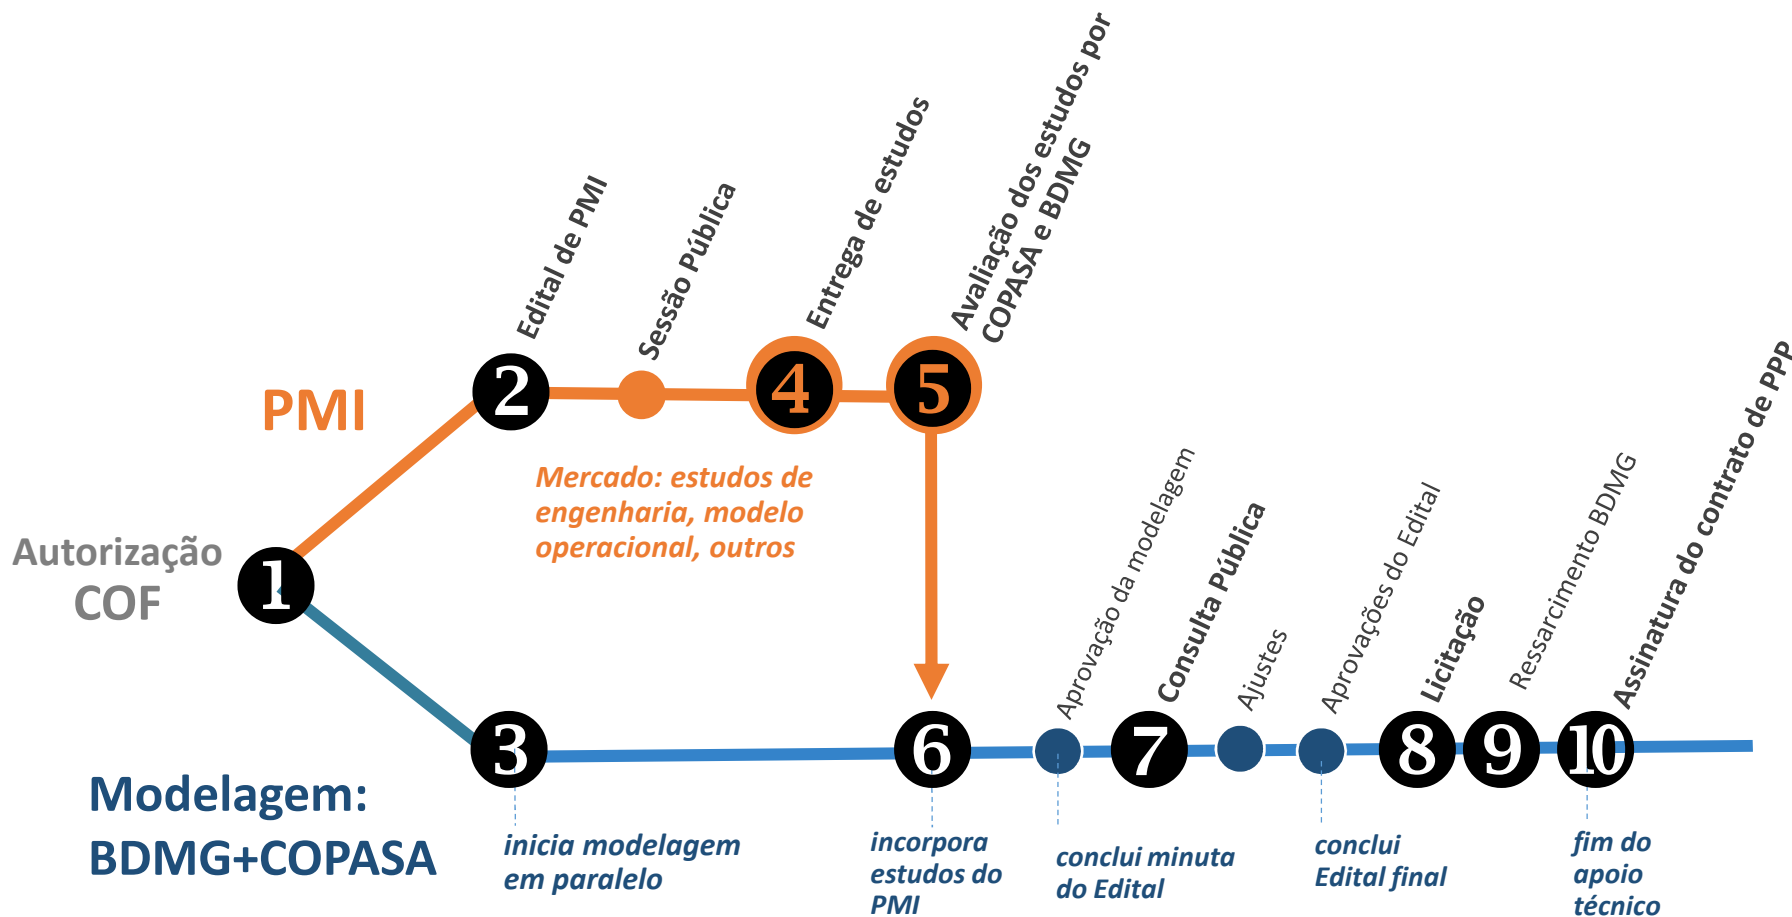 Edital de PMI
Sessão Pública
Entrega de estudos
Avaliação dos estudos por
COPASA e BDMG
PMI
2
4
5
Mercado: estudos de
engenharia, modelo
operacional, outros
Autorização
COF
1
Aprovação da modelagem
Consulta Pública
Ajustes
Aprovações do Edital
Licitação
Ressarcimento BDMG
Assinatura do contrato de PPP
3
6
7
8
9
10
Modelagem:
BDMG+COPASA
inicia modelagem
em paralelo
incorpora
estudos do
PMI
conclui minuta
do Edital
conclui
Edital final
fim do
apoio
técnico